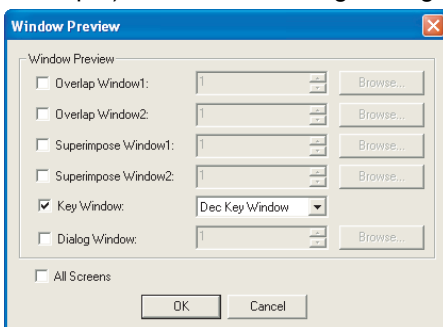 Window Preview
Window Preview
Overlap Window1: 1 Browse...
Overlap Window2: 1 Browse...
Superimpose Window1: 1 Browse...
Superimpose Window2: 1 Browse...
Key Window: Dec Key Window
Dialog Window: 1 Browse...
All Screens
OK Cancel